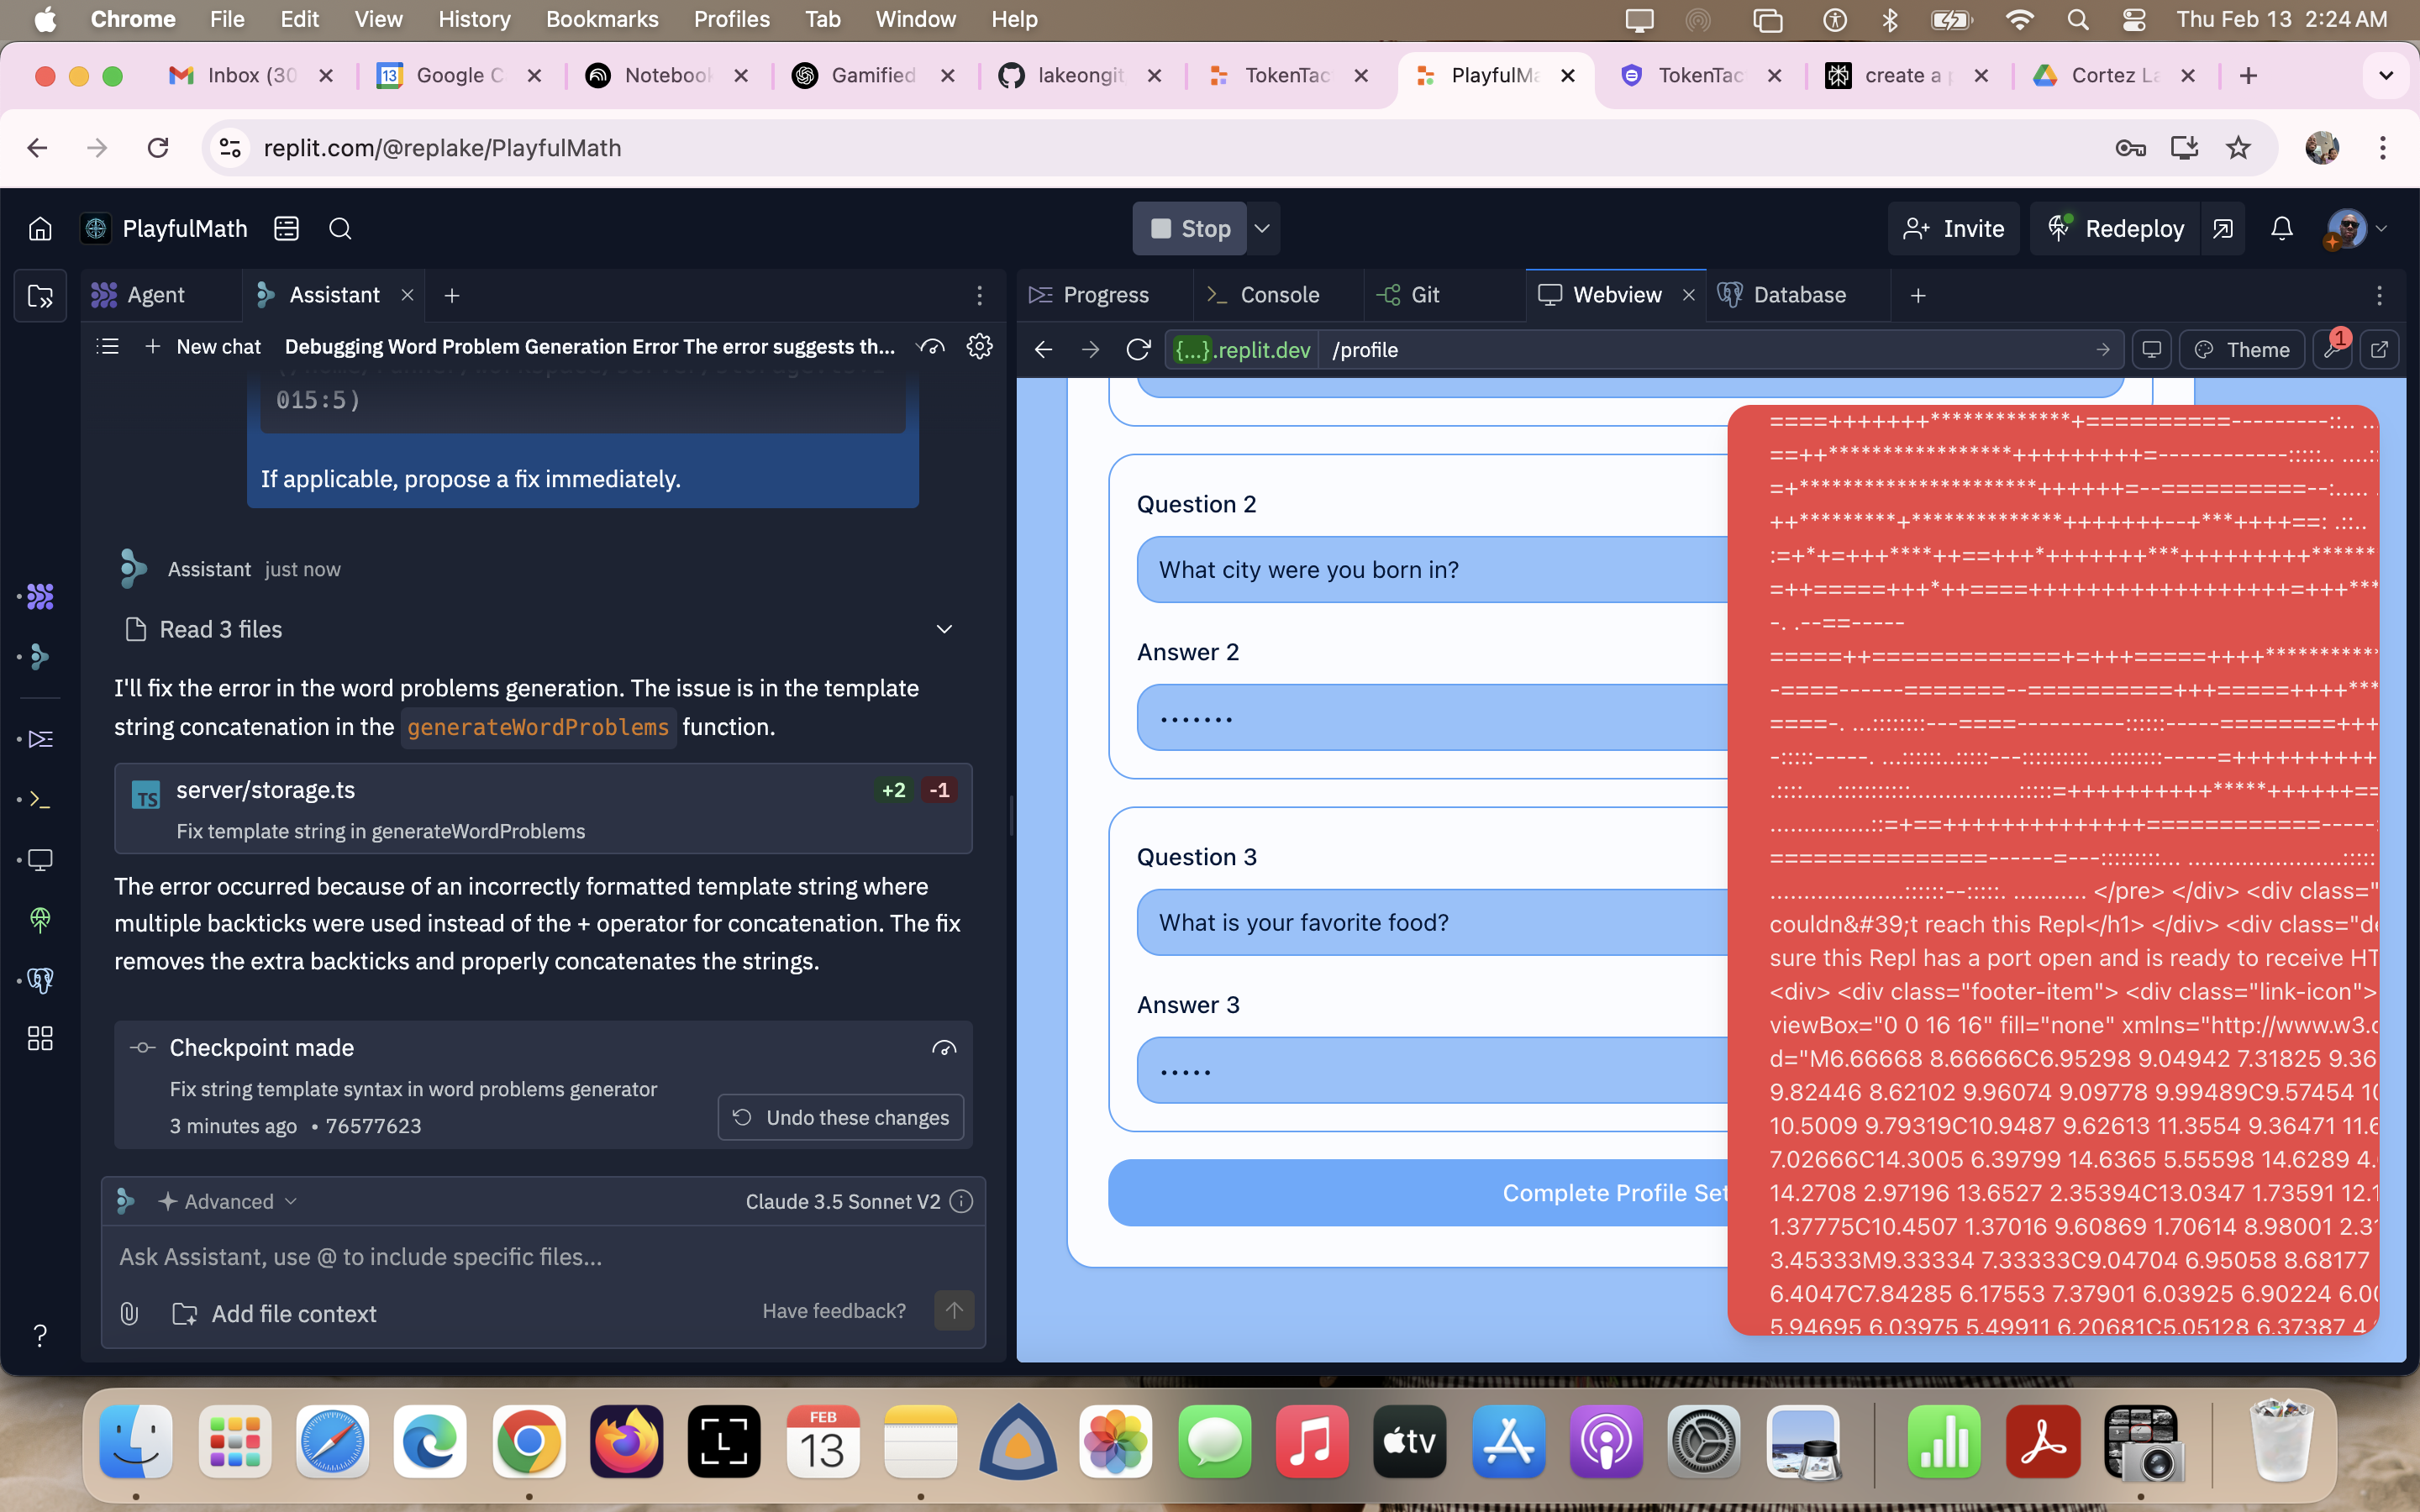 Chrome File Edit View History Bookmarks Profiles Tab Window Help Thu Feb 13 2:24 AM
Inbox (30 13 Google C Notebook Gamified lakeongit TokenTac PlayfulMa TokenTac create a Cortez La
replit.com/@replake/PlayfulMath
PlayfulMath Stop Invite Redeploy
Agent Assistant
New chat Debugging Word Problem Generation Error The error suggests th...
015:5)
If applicable, propose a fix immediately.
Assistant just now
Read 3 files
I'll fix the error in the word problems generation. The issue is in the template
string concatenation in the generateWordProblems function.
TS server/storage.ts +2 -1
Fix template string in generateWordProblems
The error occurred because of an incorrectly formatted template string where
multiple backticks were used instead of the + operator for concatenation. The fix
removes the extra backticks and properly concatenates the strings.
Checkpoint made
Fix string template syntax in word problems generator
3 minutes ago • 76577623 Undo these changes
Advanced Claude 3.5 Sonnet V2
Ask Assistant, use @ to include specific files...
Add file context Have feedback?
Progress Console Git Webview Database
{...}.replit.dev /profile Theme 1
Question 2
What city were you born in?
Answer 2
•••••••
Question 3
What is your favorite food?
Answer 3
•••••
Complete Profile Set
</pre> </div> <div class="
couldn&#39;t reach this Repl</h1> </div> <div class="de
sure this Repl has a port open and is ready to receive HT
<div> <div class="footer-item"> <div class="link-icon">
viewBox="0 0 16 16" fill="none" xmlns="http://www.w3.o
d="M6.66668 8.66666C6.95298 9.04942 7.31825 9.36
9.82446 8.62102 9.96074 9.09778 9.99489C9.57454 10
10.5009 9.79319C10.9487 9.62613 11.3554 9.36471 11.6
7.02666C14.3005 6.39799 14.6365 5.55598 14.6289 4.
14.2708 2.97196 13.6527 2.35394C13.0347 1.73591 12.1
1.37775C10.4507 1.37016 9.60869 1.70614 8.98001 2.31
3.45333M9.33334 7.33333C9.04704 6.95058 8.68177
6.4047C7.84285 6.17553 7.37901 6.03925 6.90224 6.00
5.94695 6.03975 5.49911 6.20681C5.05128 6.37387 4.
FEB
13
tv